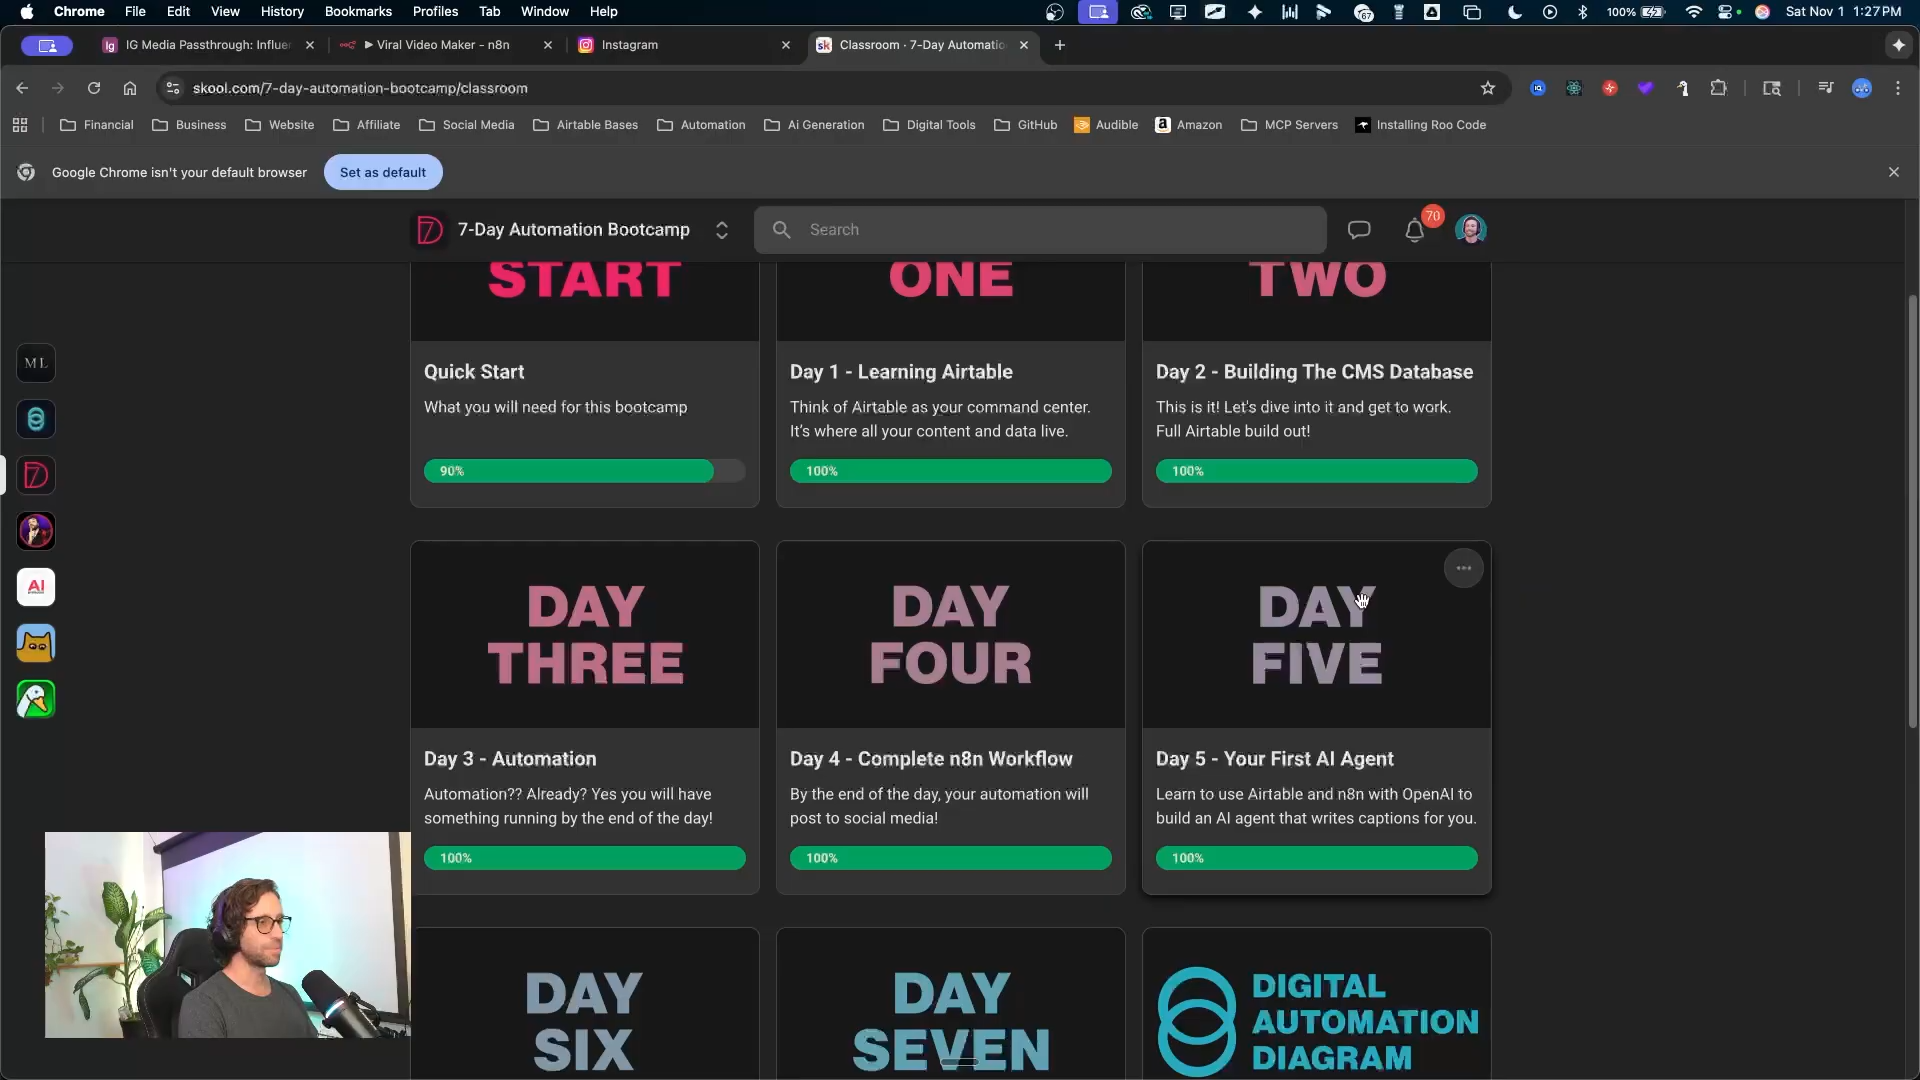 Chrome File Edit View History Bookmarks Profiles Tab Window Help
67
100%
Sat Nov 1 1:27 PM
IG Media Passthrough: Influer
Viral Video Maker - n8n
Instagram
Classroom · 7-Day Automatio
skool.com/7-day-automation-bootcamp/classroom
Financial Business Website Affiliate Social Media Airtable Bases Automation Ai Generation Digital Tools GitHub Audible Amazon MCP Servers Installing Roo Code
Google Chrome isn't your default browser
Set as default
7-Day Automation Bootcamp
Search
70
START
ONE
TWO
ML
Quick Start
What you will need for this bootcamp
90%
Day 1 - Learning Airtable
Think of Airtable as your command center.
It's where all your content and data live.
100%
Day 2 - Building The CMS Database
This is it! Let's dive into it and get to work.
Full Airtable build out!
100%
AI
DAY
THREE
Day 3 - Automation
Automation?? Already? Yes you will have
something running by the end of the day!
100%
DAY
FOUR
Day 4 - Complete n8n Workflow
By the end of the day, your automation will
post to social media!
100%
DAY
FIVE
Day 5 - Your First AI Agent
Learn to use Airtable and n8n with OpenAI to
build an AI agent that writes captions for you.
100%
DAY
SIX
DAY
SEVEN
DIGITAL
AUTOMATION
DIAGRAM